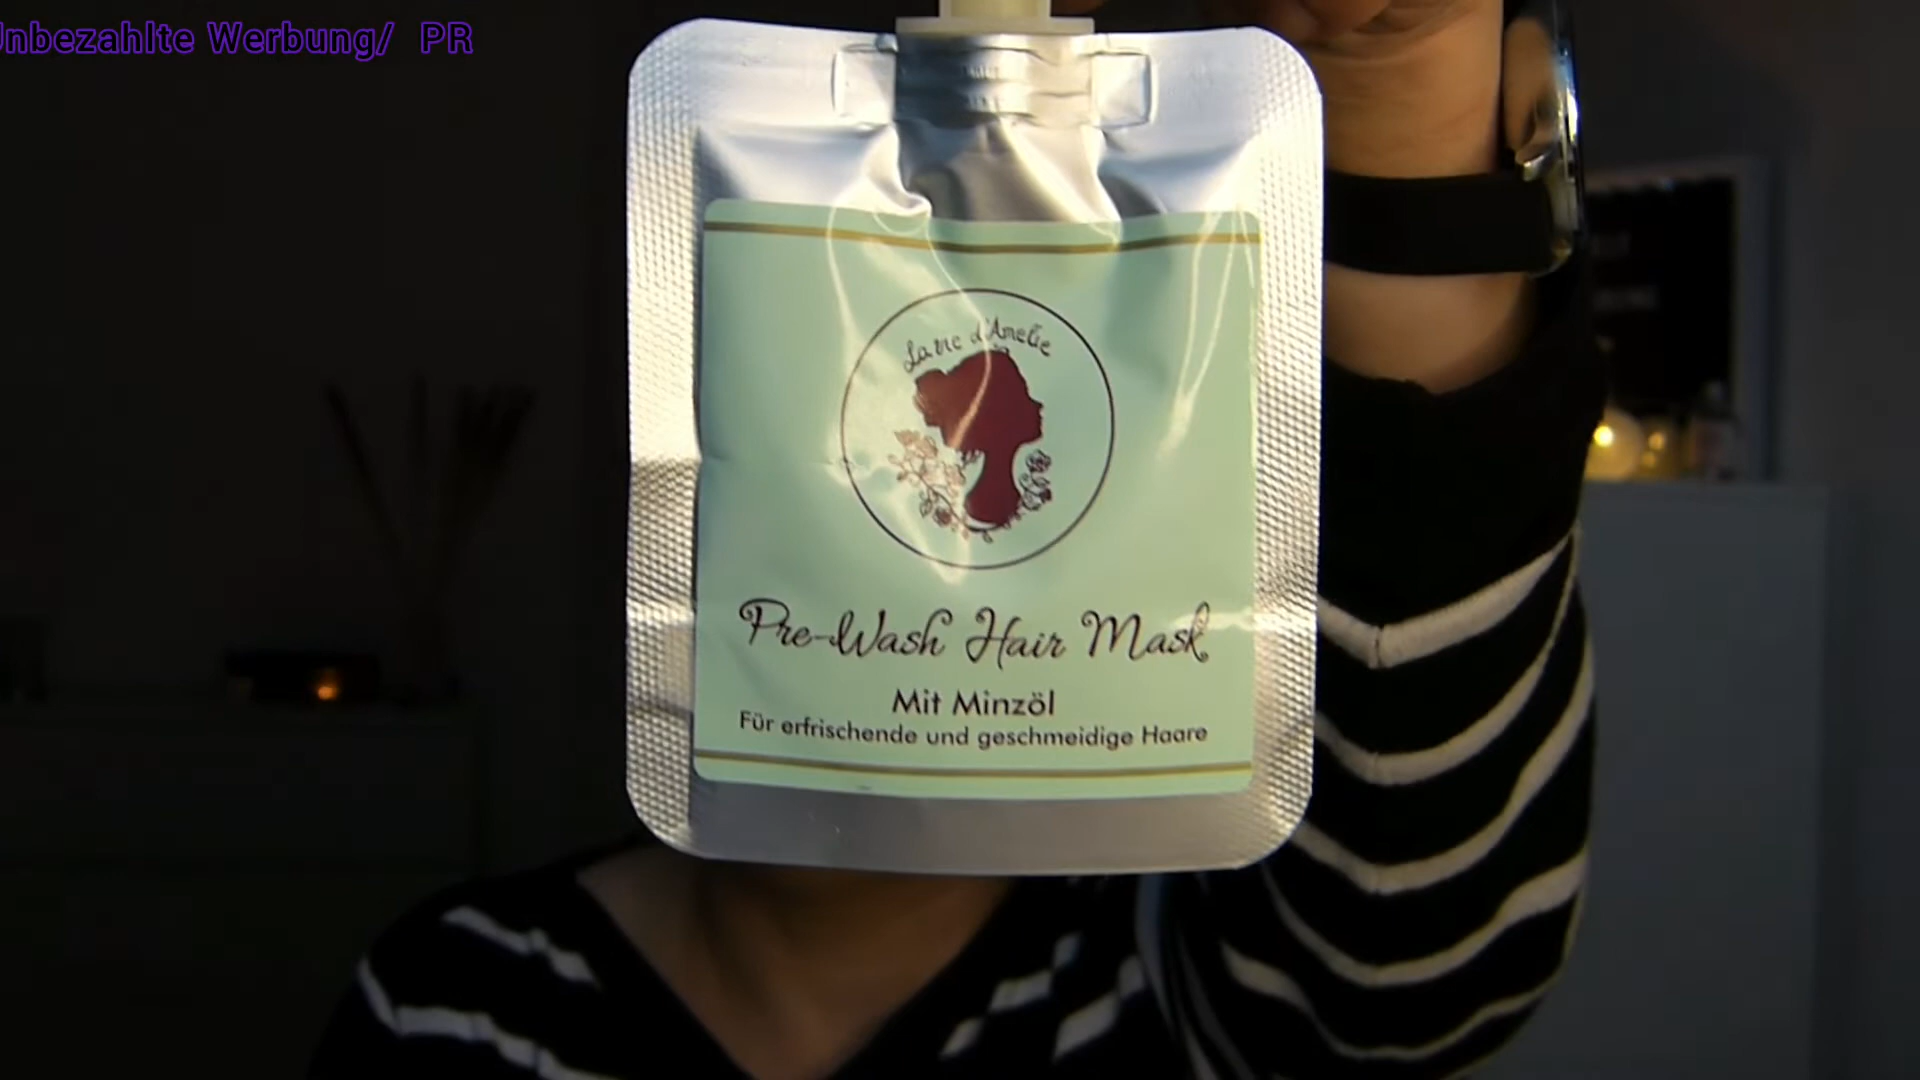 Unbezahlte Werbung/ PR
La vie d'Amelie
Pre-Wash Hair Mask
Mit Minzöl
Für erfrischende und geschmeidige Haare